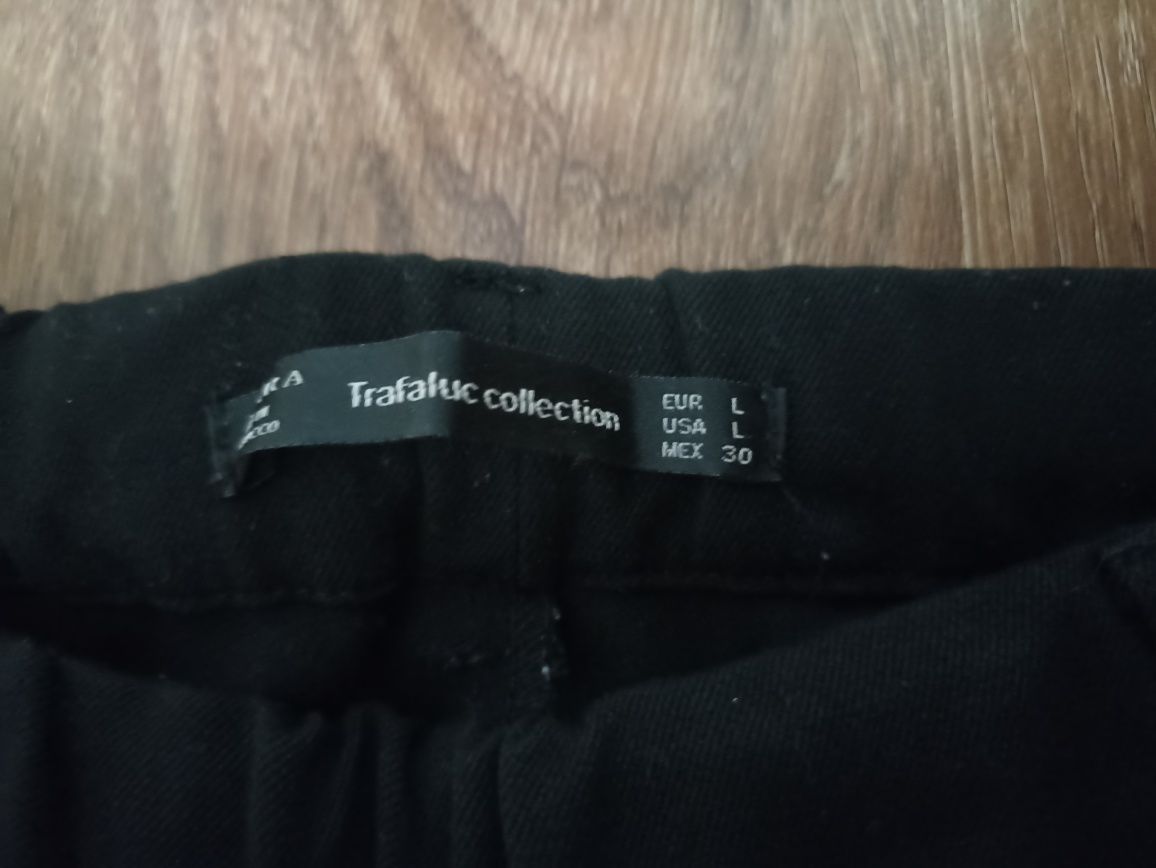 Trafaluc collection
EUR L
USA L
MEX 30